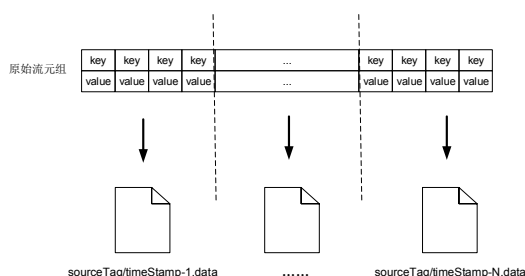 原始流元组
key key key key ... key key key key
value value value value ... value value value value
sourceTag/timeStamp-1.data ...... sourceTag/timeStamp-N.data